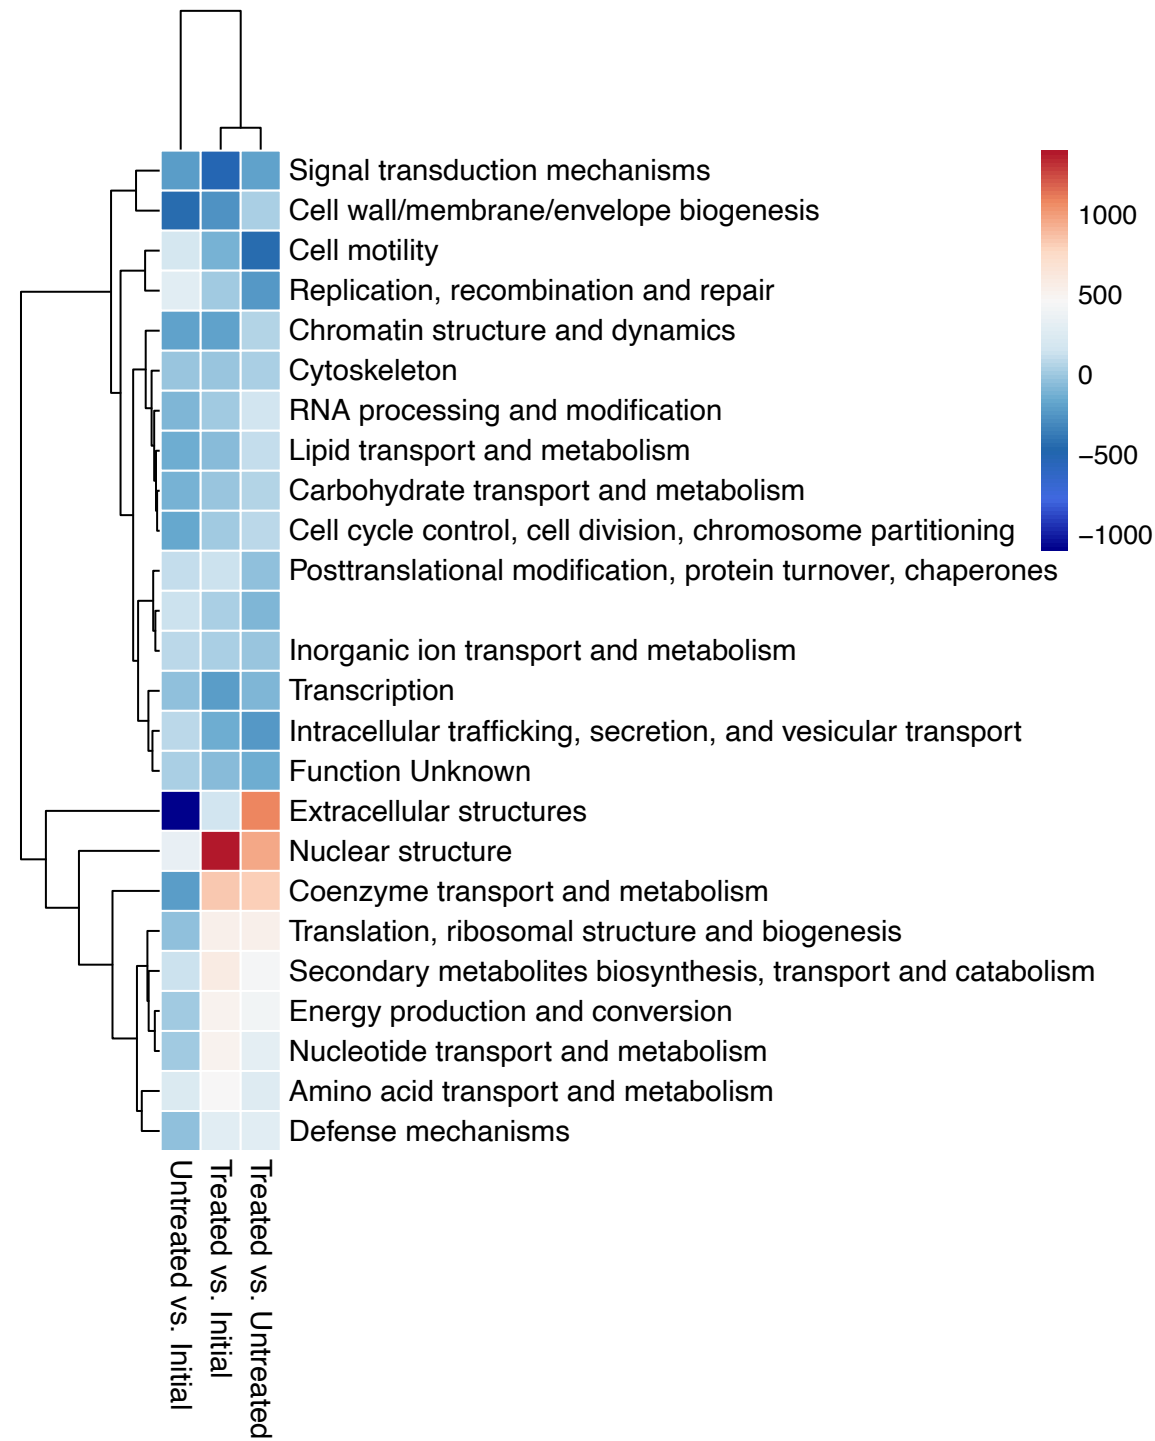 Signal transduction mechanisms
Cell wall/membrane/envelope biogenesis
Cell motility
Replication, recombination and repair
Chromatin structure and dynamics
Cytoskeleton
RNA processing and modification
Lipid transport and metabolism
Carbohydrate transport and metabolism
Cell cycle control, cell division, chromosome partitioning
Posttranslational modification, protein turnover, chaperones
Inorganic ion transport and metabolism
Transcription
Intracellular trafficking, secretion, and vesicular transport
Function Unknown
Extracellular structures
Nuclear structure
Coenzyme transport and metabolism
Translation, ribosomal structure and biogenesis
Secondary metabolites biosynthesis, transport and catabolism
Energy production and conversion
Nucleotide transport and metabolism
Amino acid transport and metabolism
Defense mechanisms
Untreated vs. Initial
Treated vs. Initial
Treated vs. Untreated
1000
500
0
−500
−1000